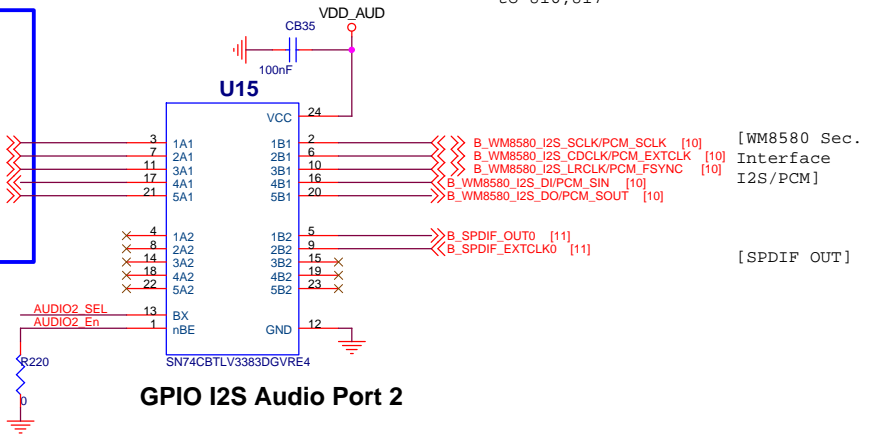 VDD_AUD
CB35
100nF
U15
VCC 24
3 1A1 1B1 2 B_WM8580_I2S_SCLK/PCM_SCLK [10] [WM8580 Sec.
7 2A1 2B1 6 B_WM8580_I2S_CDCLK/PCM_EXTCLK [10] Interface
11 3A1 3B1 10 B_WM8580_I2S_LRCLK/PCM_FSYNC [10] I2S/PCM]
17 4A1 4B1 16 B_WM8580_I2S_DI/PCM_SIN [10]
21 5A1 5B1 20 B_WM8580_I2S_DO/PCM_SOUT [10]
4 1A2 1B2 5 B_SPDIF_OUT0 [11]
8 2A2 2B2 9 B_SPDIF_EXTCLK0 [11]
14 3A2 3B2 15 [SPDIF OUT]
18 4A2 4B2 19
22 5A2 5B2 23
AUDIO2_SEL 13 BX
AUDIO2_En 1 nBE GND 12
R220
0
SN74CBTLV3383DGVRE4
GPIO I2S Audio Port 2